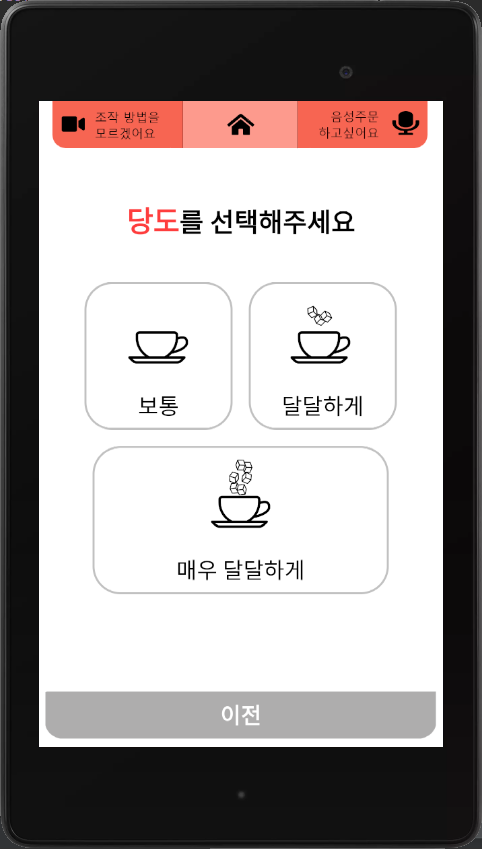 조작 방법을
모르겠어요
음성주문
하고싶어요
당도를 선택해주세요
보통
달달하게
매우 달달하게
이전